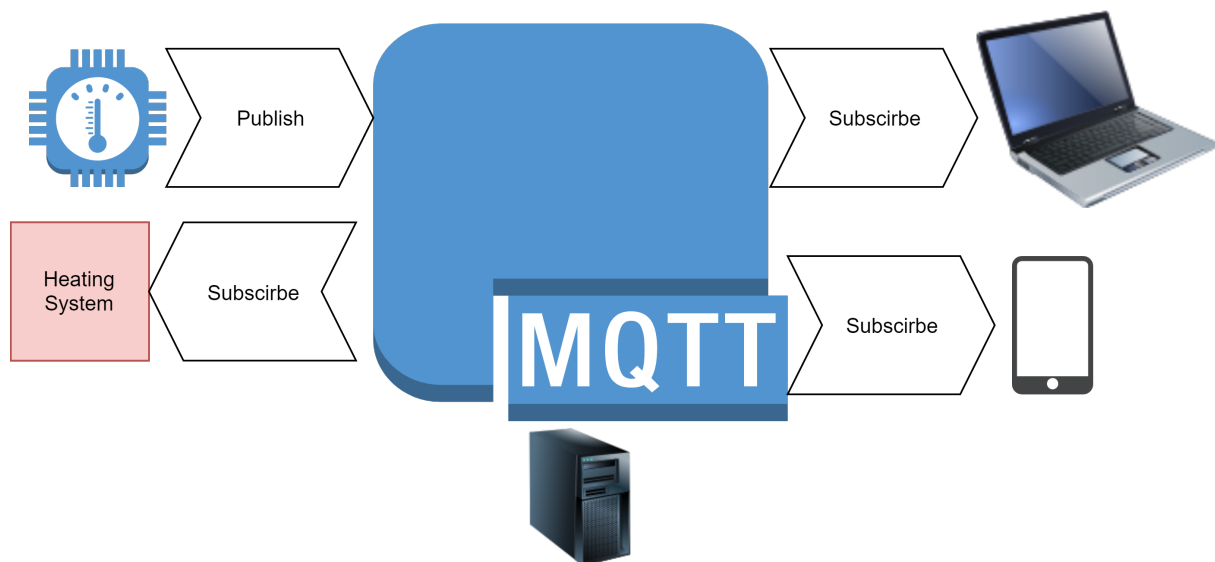 Publish
Subscirbe
Heating
System
Subscirbe
MQTT
Subscirbe